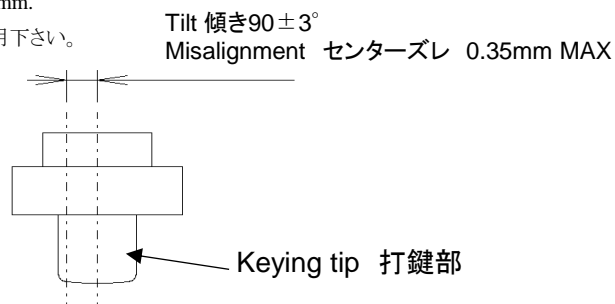 mm.
用下さい。
Tilt 傾き90±3°
Misalignment センターズレ 0.35mm MAX
Keying tip 打鍵部